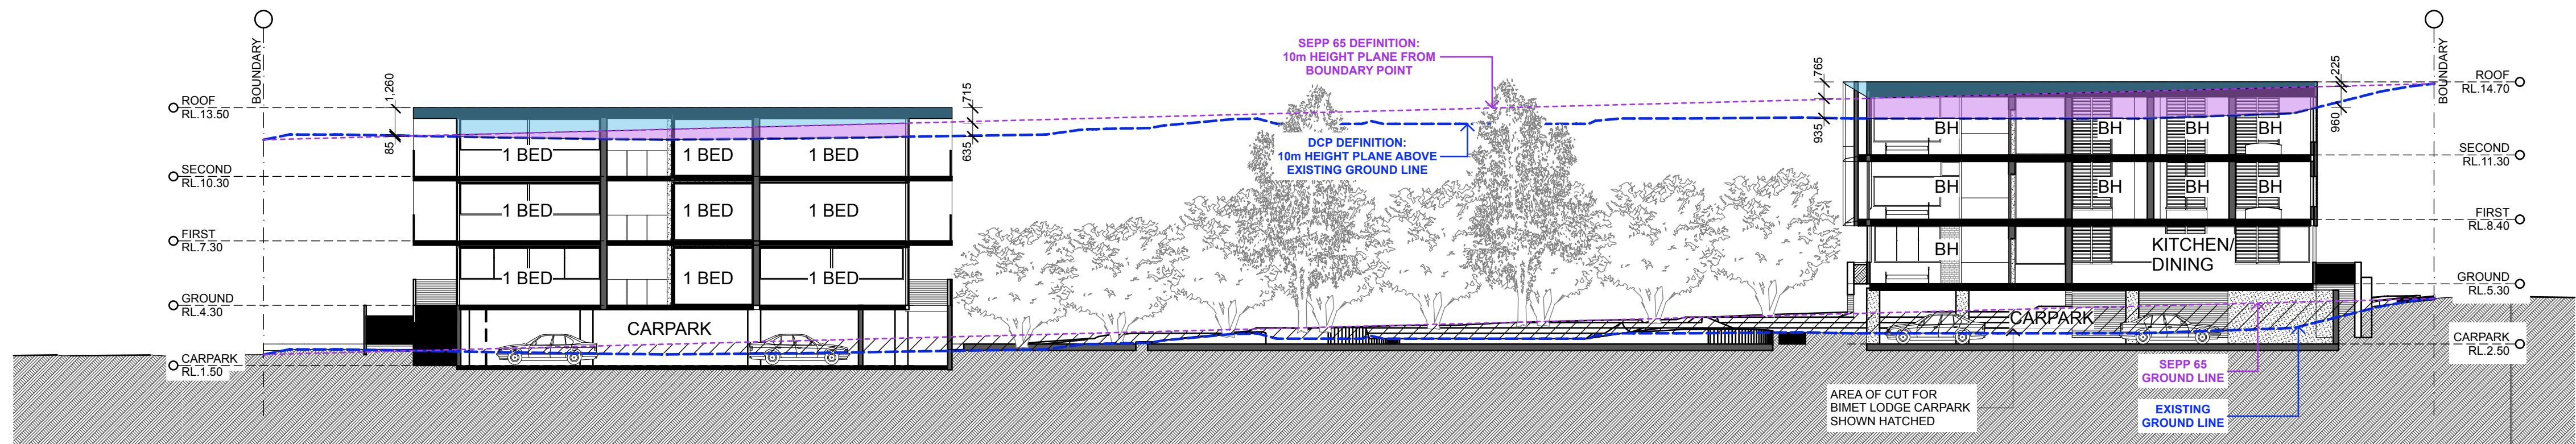 BOUNDARY
ROOF
RL.13.50
SECOND
RL.10.30
FIRST
RL.7.30
GROUND
RL.4.30
CARPARK
RL.1.50
1,260
85
1 BED
1 BED
1 BED
1 BED
1 BED
1 BED
1 BED
1 BED
1 BED
CARPARK
715
635
SEPP 65 DEFINITION:
10m HEIGHT PLANE FROM
BOUNDARY POINT
DCP DEFINITION:
10m HEIGHT PLANE ABOVE
EXISTING GROUND LINE
765
935
BH
BH
BH
BH
BH
BH
BH
BH
KITCHEN/
DINING
CARPARK
225
960
AREA OF CUT FOR
BIMET LODGE CARPARK
SHOWN HATCHED
SEPP 65
GROUND LINE
EXISTING
GROUND LINE
BOUNDARY
ROOF
RL.14.70
SECOND
RL.11.30
FIRST
RL.8.40
GROUND
RL.5.30
CARPARK
RL.2.50